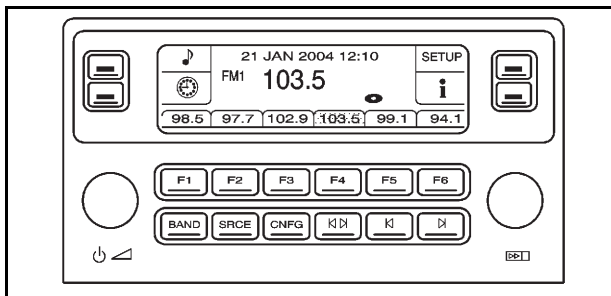 21 JAN 2004 12:10 SETUP
FM1 103.5 i
98.5 97.7 102.9 103.5 99.1 94.1
F1 F2 F3 F4 F5 F6
BAND SRCE CNFG